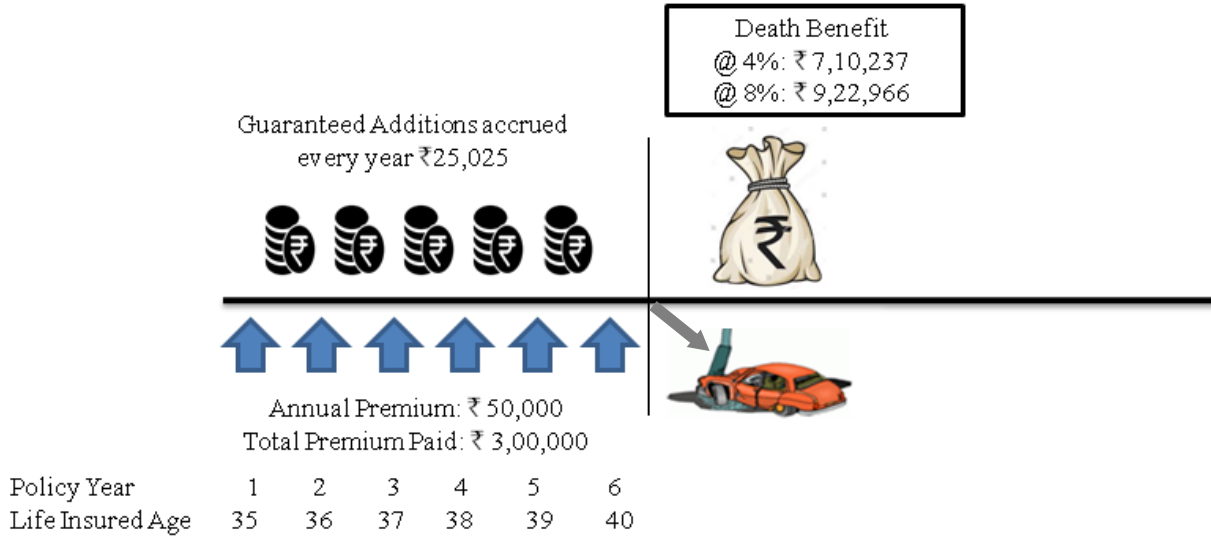 Death Benefit
@ 4%: ₹ 7,10,237
@ 8%: ₹ 9,22,966
Guaranteed Additions accrued
every year ₹25,025
₹ ₹ ₹ ₹ ₹
₹
Annual Premium: ₹ 50,000
Total Premium Paid: ₹ 3,00,000
Policy Year 1 2 3 4 5 6
Life Insured Age 35 36 37 38 39 40